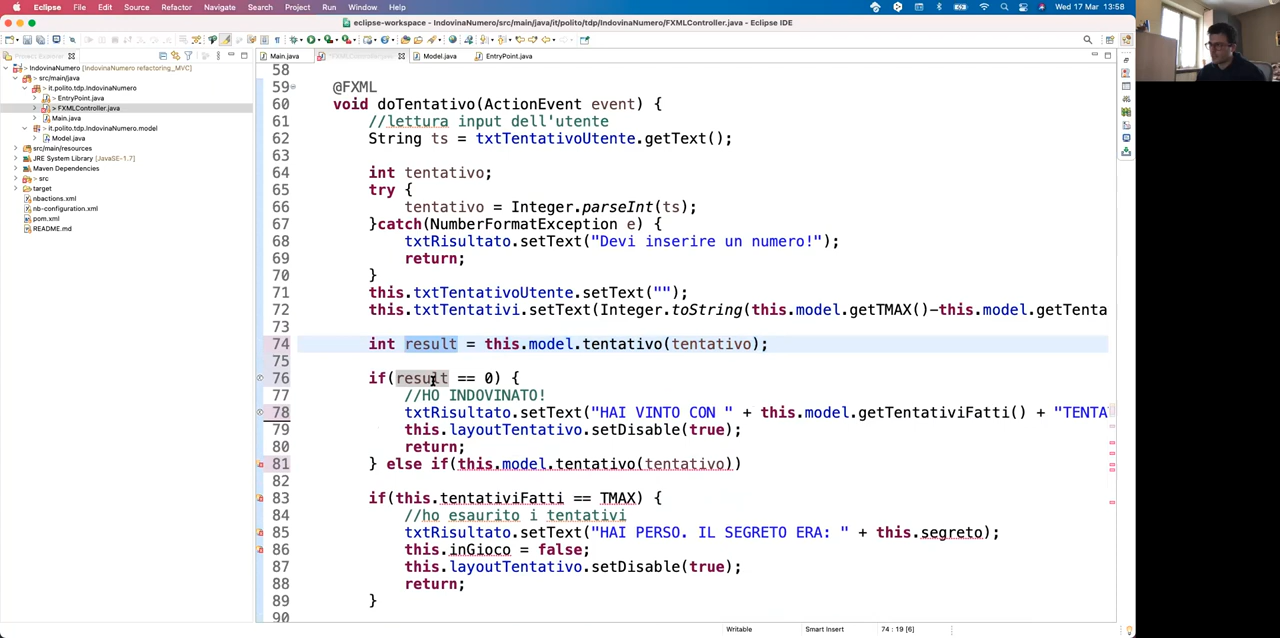 Eclipse File Edit Source Refactor Navigate Search Project Run Window Help Wed 17 Mar 13:58
eclipse-workspace - IndovinaNumero/src/main/java/it/polito/tdp/IndovinaNumero/FXMLController.java - Eclipse IDE
Project Explorer
Main.java
FXMLController.java
Model.java
EntryPoint.java
IndovinaNumero [IndovinaNumero refactoring_MVC]
src/main/java
it.polito.tdp.IndovinaNumero
EntryPoint.java
FXMLController.java
Main.java
it.polito.tdp.IndovinaNumero.model
Model.java
src/main/resources
JRE System Library [JavaSE-1.7]
Maven Dependencies
src
target
nbactions.xml
nb-configuration.xml
pom.xml
README.md
58
59 @FXML
60 void doTentativo(ActionEvent event) {
61 //lettura input dell'utente
62 String ts = txtTentativoUtente.getText();
63
64 int tentativo;
65 try {
66 tentativo = Integer.parseInt(ts);
67 }catch(NumberFormatException e) {
68 txtRisultato.setText("Devi inserire un numero!");
69 return;
70 }
71 this.txtTentativoUtente.setText("");
72 this.txtTentativi.setText(Integer.toString(this.model.getTMAX()-this.model.getTenta
73
74 int result = this.model.tentativo(tentativo);
75
76 if(result == 0) {
77 //HO INDOVINATO!
78 txtRisultato.setText("HAI VINTO CON " + this.model.getTentativiFatti() + "TENTA
79 this.layoutTentativo.setDisable(true);
80 return;
81 } else if(this.model.tentativo(tentativo))
82
83 if(this.tentativiFatti == TMAX) {
84 //ho esaurito i tentativi
85 txtRisultato.setText("HAI PERSO. IL SEGRETO ERA: " + this.segreto);
86 this.inGioco = false;
87 this.layoutTentativo.setDisable(true);
88 return;
89 }
90
Writable Smart Insert 74 : 19 [6]